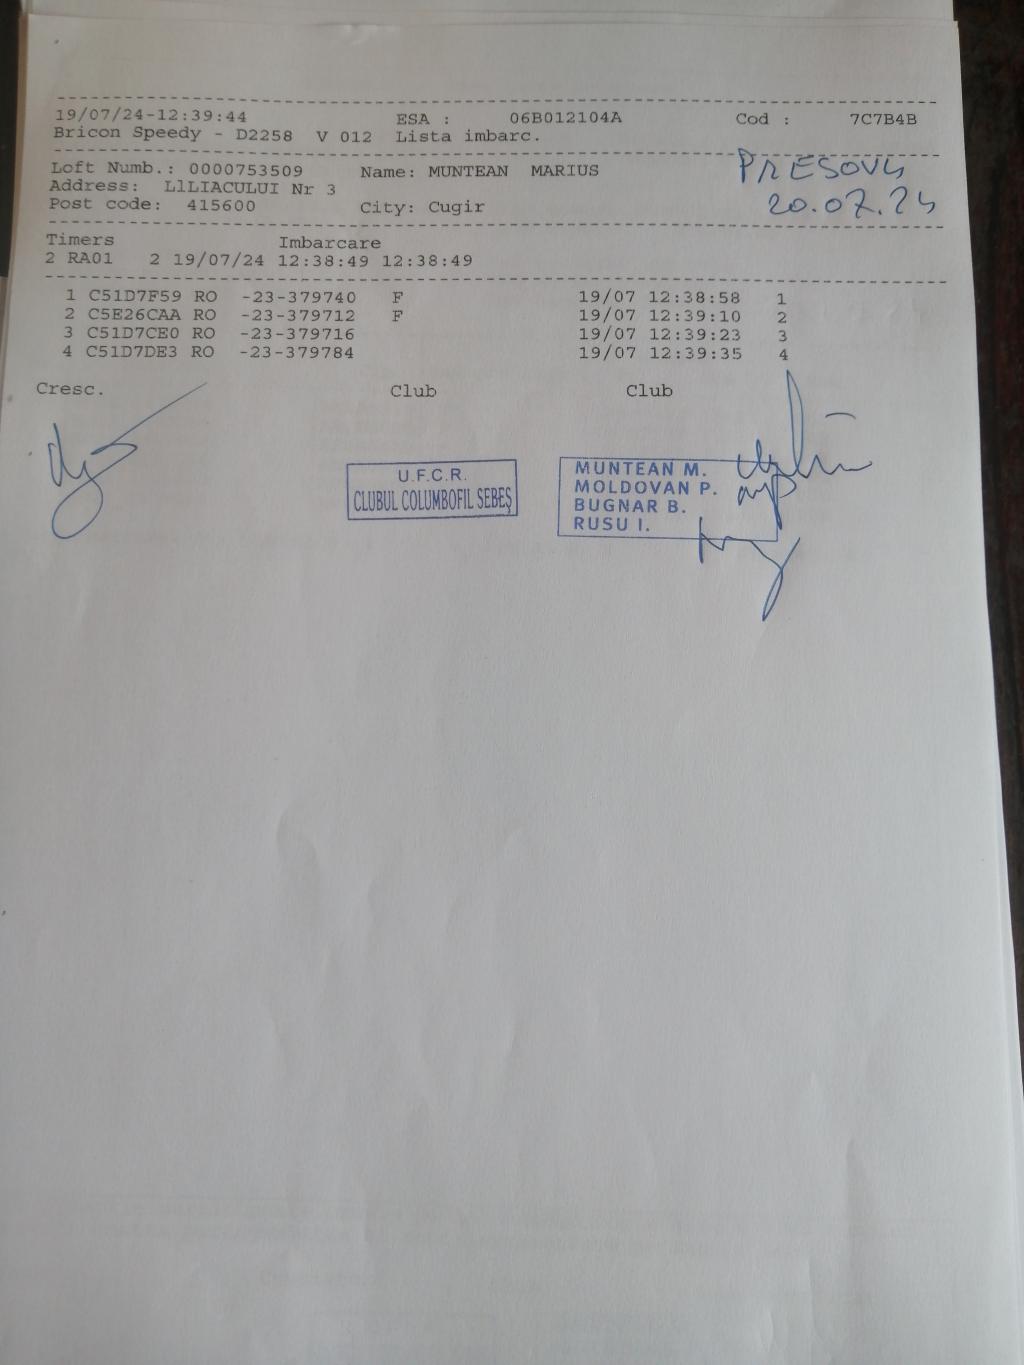 19/07/24-12:39:44 ESA : 06B012104A Cod : 7C7B4B
Bricon Speedy - D2258 V 012 Lista imbarc.
Loft Numb.: 0000753509 Name: MUNTEAN MARIUS
Address: LlLIACULUI Nr 3
Post code: 415600 City: Cugir
PRESOV4
20.07.24
Timers Imbarcare
2 RA01 2 19/07/24 12:38:49 12:38:49
1 C51D7F59 RO -23-379740 F 19/07 12:38:58 1
2 C5E26CAA RO -23-379712 F 19/07 12:39:10 2
3 C51D7CE0 RO -23-379716 19/07 12:39:23 3
4 C51D7DE3 RO -23-379784 19/07 12:39:35 4
Cresc. Club Club
U.F.C.R.
CLUBUL COLUMBOFIL SEBEȘ
MUNTEAN M.
MOLDOVAN P.
BUGNAR B.
RUSU I.